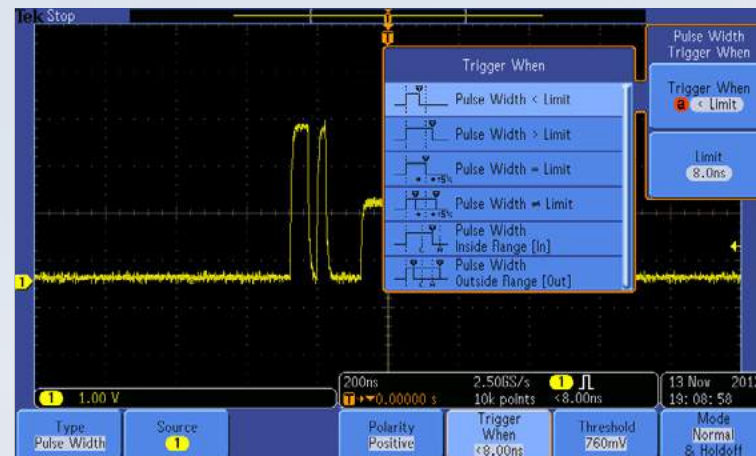 Tek Stop
T
Pulse Width
Trigger When
Trigger When
a < Limit
Limit
8.0ns
Trigger When
Pulse Width < Limit
Pulse Width > Limit
Pulse Width = Limit
Pulse Width ≠ Limit
Pulse Width
Inside Range [In]
Pulse Width
Outside Range [Out]
1
1 1.00 V
200ns
T→▼0.00000 s
2.50GS/s
10k points
1
<8.00ns
13 Nov 2012
19:08:58
Type
Pulse Width
Source
1
Polarity
Positive
Trigger
When
<8.00ns
Threshold
760mV
Mode
Normal
& Holdoff